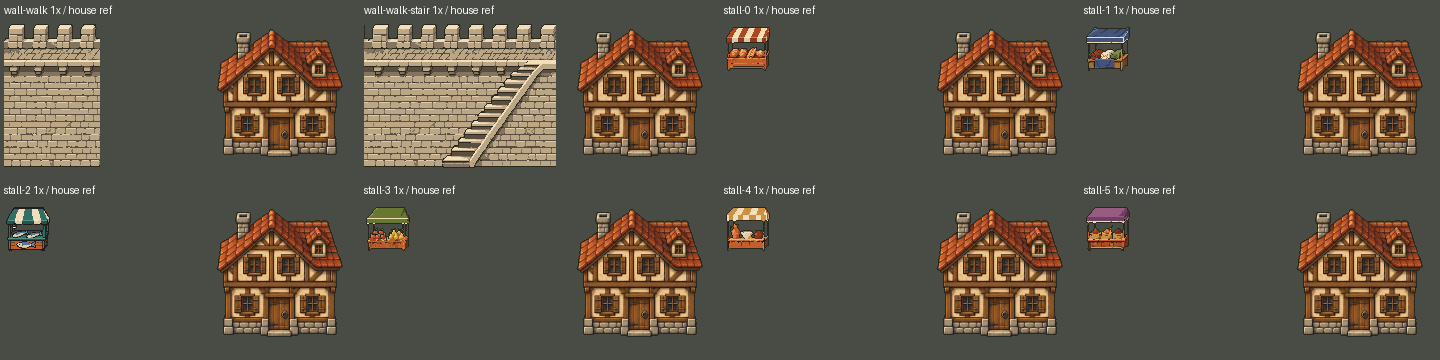 wall-walk 1x / house ref
wall-walk-stair 1x / house ref
stall-0 1x / house ref
stall-1 1x / house ref
stall-2 1x / house ref
stall-3 1x / house ref
stall-4 1x / house ref
stall-5 1x / house ref